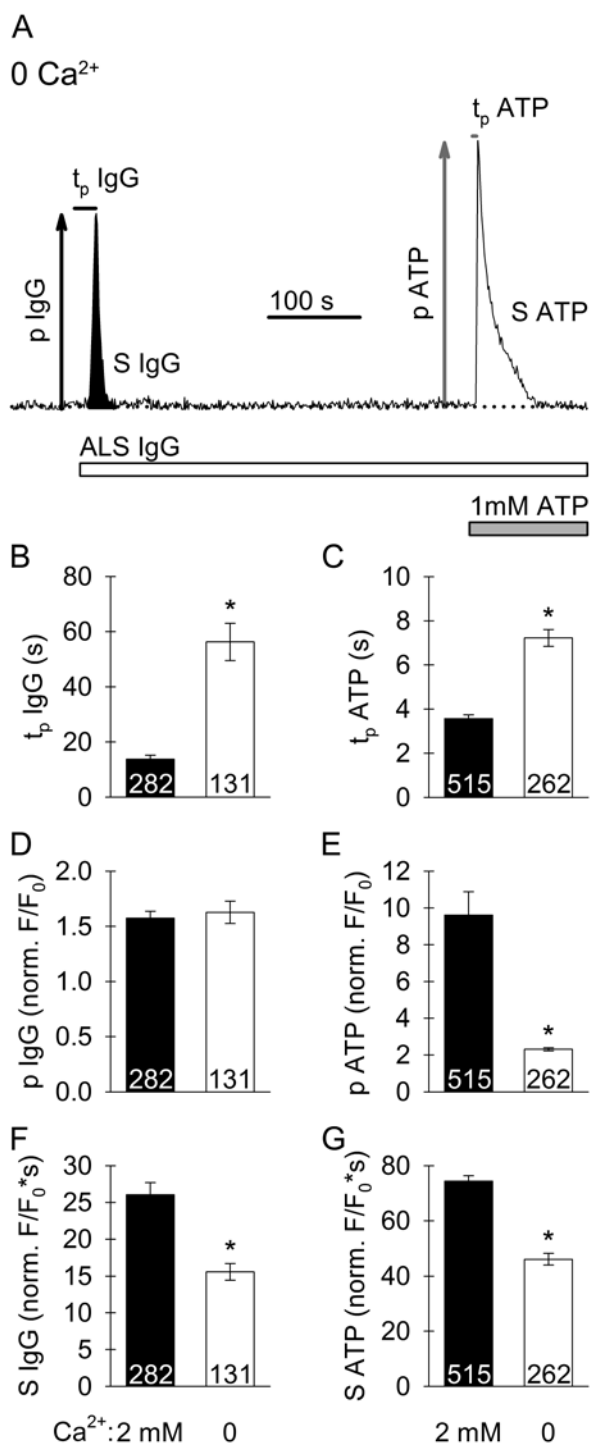 A
0 Ca²⁺
tₚ ATP
tₚ IgG
p IgG
100 s
p ATP
S ATP
S IgG
ALS IgG
1mM ATP
B
tₚ IgG (s)
80
60
40
20
0
*
282
131
C
tₚ ATP (s)
10
8
6
4
2
0
*
515
262
D
p IgG (norm. F/F₀)
2.0
1.5
1.0
0.5
0.0
282
131
E
p ATP (norm. F/F₀)
12
10
8
6
4
2
0
*
515
262
F
S IgG (norm. F/F₀*s)
30
25
20
15
10
5
0
*
282
131
G
S ATP (norm. F/F₀*s)
80
60
40
20
0
*
515
262
Ca²⁺: 2 mM 0
2 mM 0